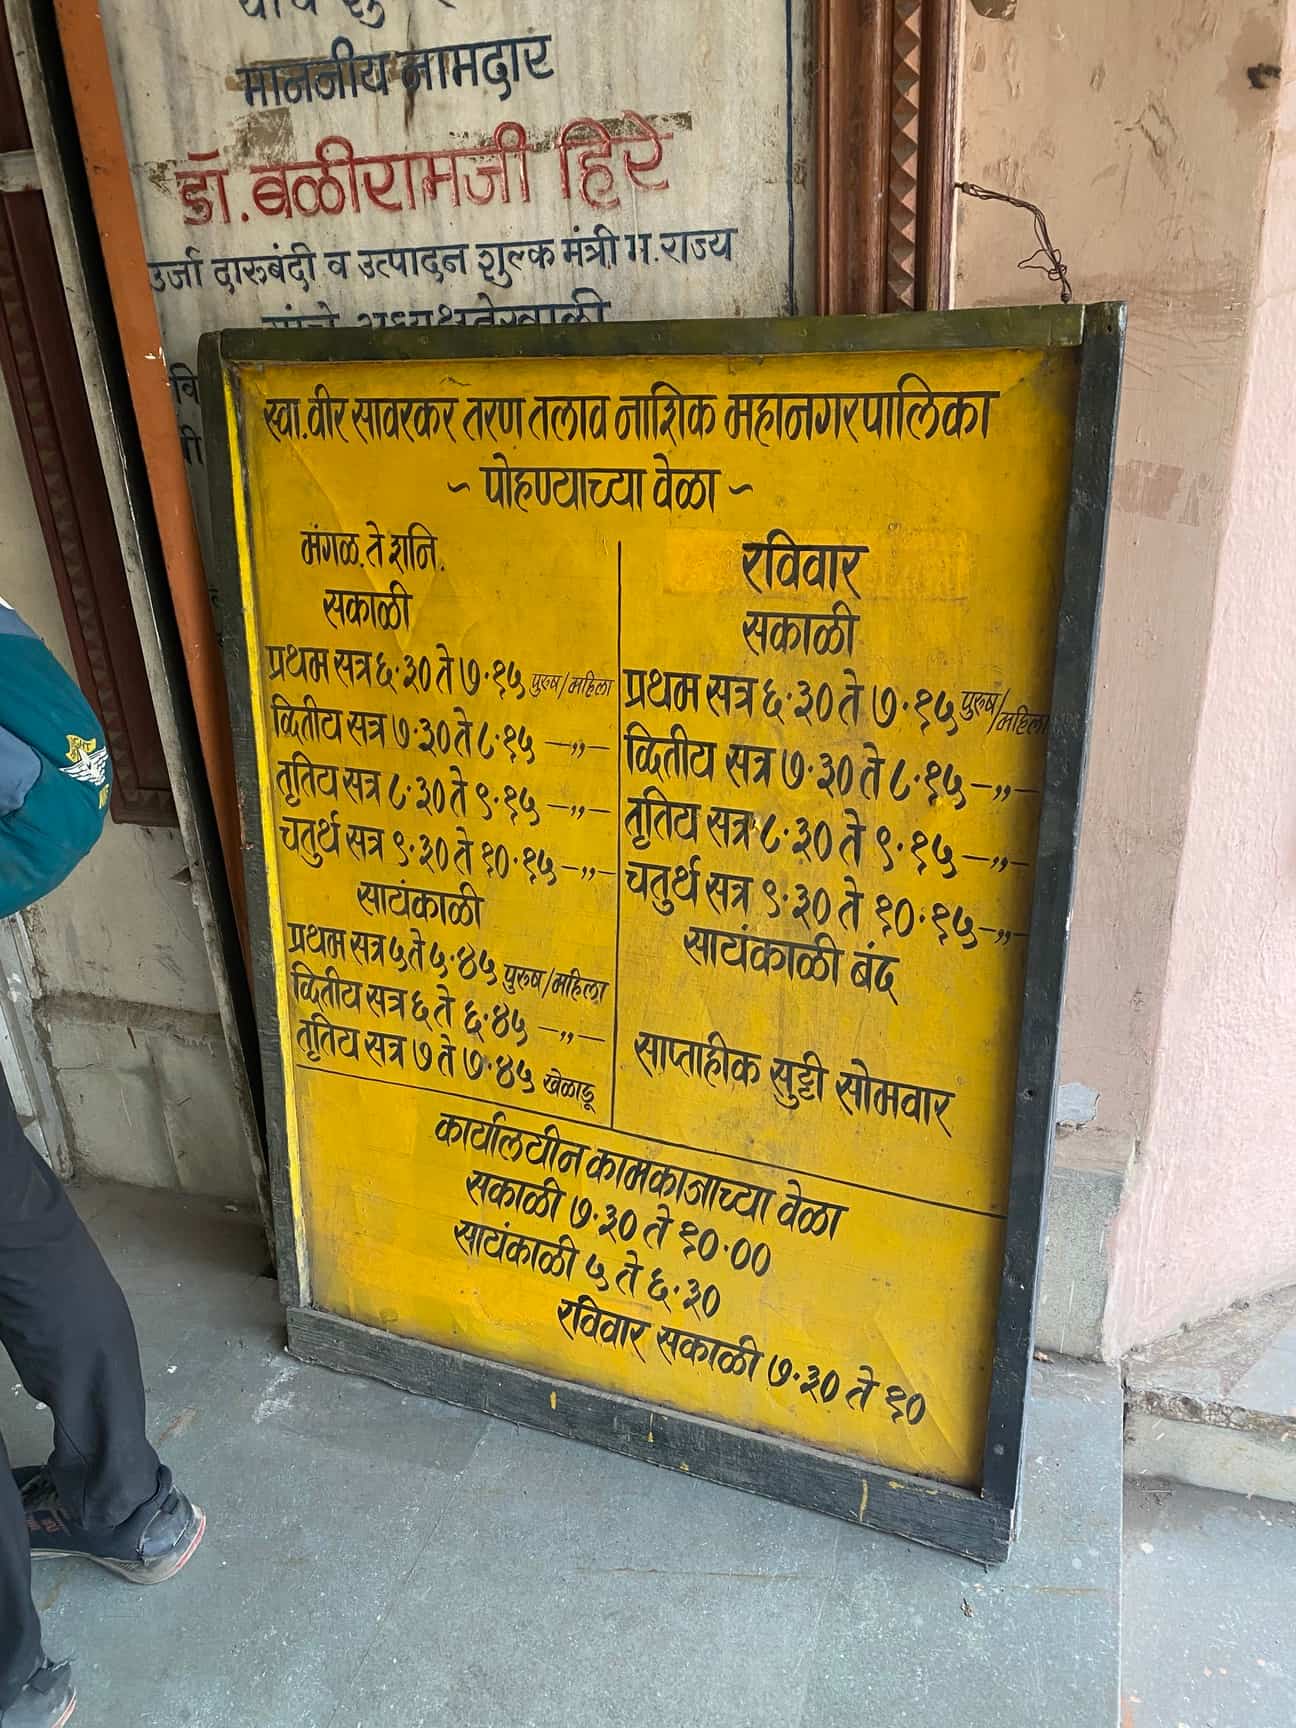 माननीय नामदार
डॉ. बळीरामजी हिरे
उर्जा दारुबंदी व उत्पादन शुल्क मंत्री म. राज्य
यांचे अध्यक्षतेखाली
स्वा. वीर सावरकर तरण तलाव नाशिक महानगरपालिका
~ पोहण्याच्या वेळा ~
मंगळ. ते शनि.
सकाळी
प्रथम सत्र ६.३० ते ७.१५ पुरुष/महिला
द्वितीय सत्र ७.३० ते ८.१५ —,,—
तृतिय सत्र ८.३० ते ९.१५ —,,—
चतुर्थ सत्र ९.३० ते १०.१५ —,,—
सायंकाळी
प्रथम सत्र ५ ते ५.४५ पुरुष/महिला
द्वितीय सत्र ६ ते ६.४५ —,,—
तृतिय सत्र ७ ते ७.४५ खेळाडू
रविवार
सकाळी
प्रथम सत्र ६.३० ते ७.१५ पुरुष/महिला
द्वितीय सत्र ७.३० ते ८.१५ —,,—
तृतिय सत्र ८.३० ते ९.१५ —,,—
चतुर्थ सत्र ९.३० ते १०.१५ —,,—
सायंकाळी बंद
साप्ताहीक सुट्टी सोमवार
कार्यालयीन कामकाजाच्या वेळा
सकाळी ७.३० ते १०.००
सायंकाळी ५ ते ६.३०
रविवार सकाळी ७.३० ते १०